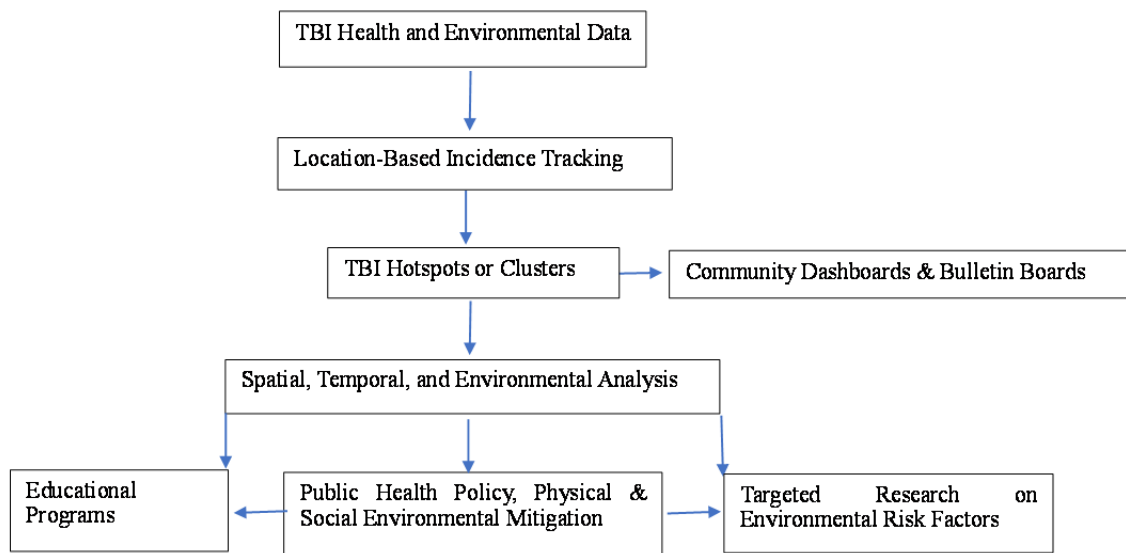 TBI Health and Environmental Data
Location-Based Incidence Tracking
TBI Hotspots or Clusters
Community Dashboards & Bulletin Boards
Spatial, Temporal, and Environmental Analysis
Educational
Programs
Public Health Policy, Physical &
Social Environmental Mitigation
Targeted Research on
Environmental Risk Factors